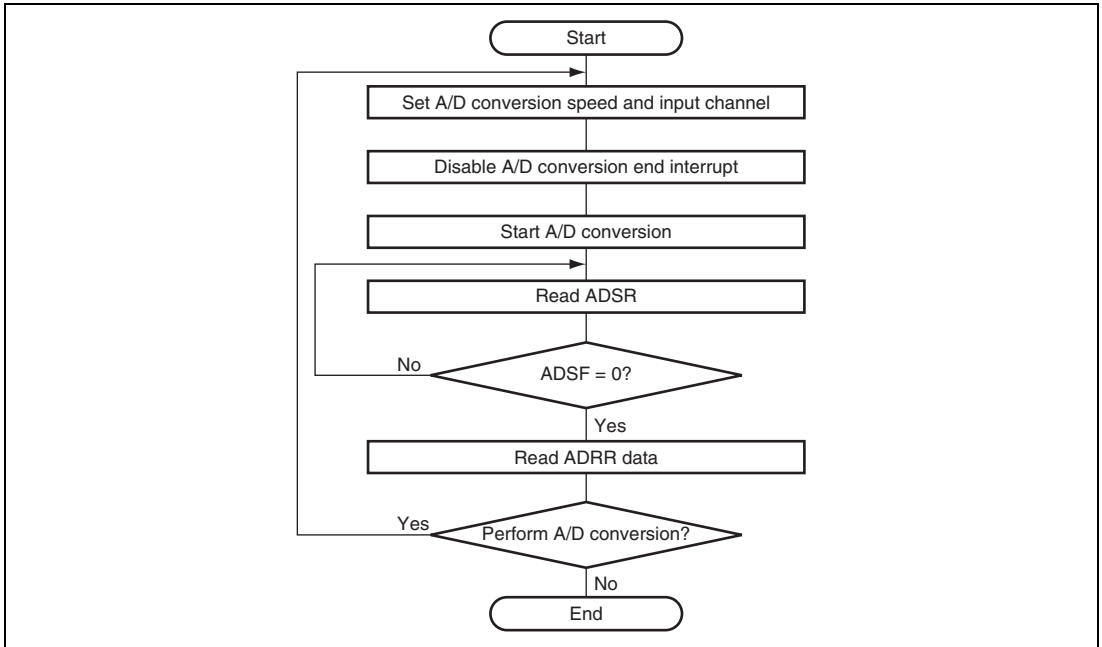 Start
Set A/D conversion speed and input channel
Disable A/D conversion end interrupt
Start A/D conversion
Read ADSR
No
ADSF = 0?
Yes
Read ADRR data
Yes
Perform A/D conversion?
No
End